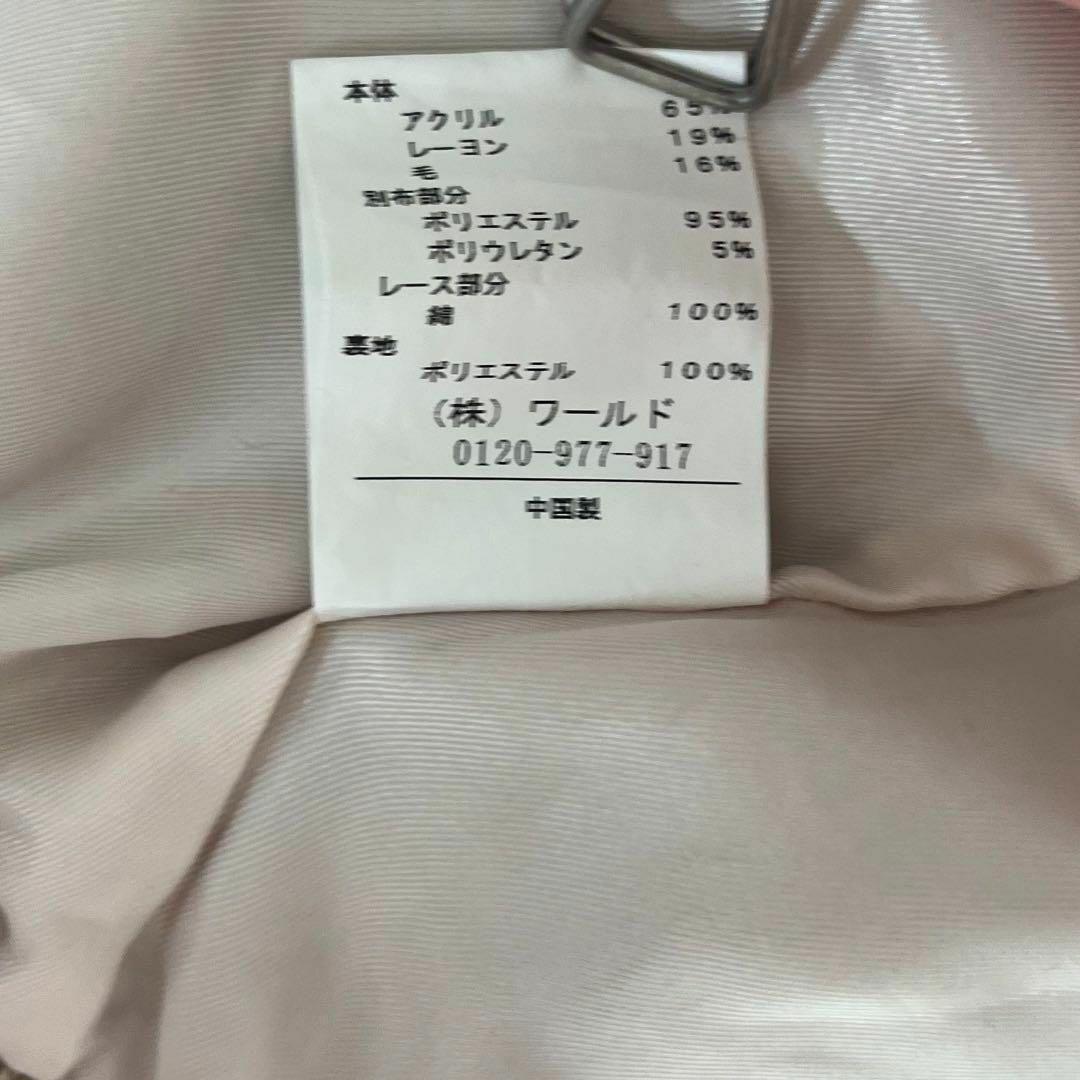 本体
アクリル 65%
レーヨン 19%
毛 16%
別布部分
ポリエステル 95%
ポリウレタン 5%
レース部分
綿 100%
裏地
ポリエステル 100%
(株) ワールド
0120-977-917
中国製